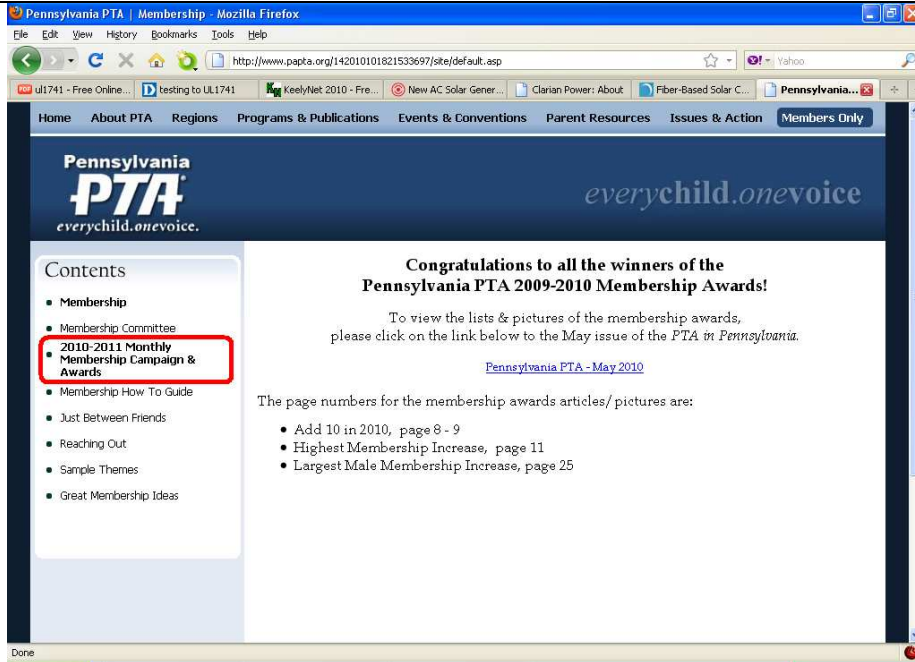 Pennsylvania PTA | Membership - Mozilla Firefox
File Edit View History Bookmarks Tools Help
http://www.papta.org/142010101821533697/site/default.asp
Yahoo
ul1741 - Free Online... testing to UL1741 KeelyNet 2010 - Fre... New AC Solar Gener... Clarian Power: About Fiber-Based Solar C... Pennsylvania...
Home About PTA Regions Programs & Publications Events & Conventions Parent Resources Issues & Action Members Only
Pennsylvania
PTA
everychild.onevoice.
everychild.onevoice
Contents
Membership
Membership Committee
2010-2011 Monthly
Membership Campaign &
Awards
Membership How To Guide
Just Between Friends
Reaching Out
Sample Themes
Great Membership Ideas
Congratulations to all the winners of the
Pennsylvania PTA 2009-2010 Membership Awards!
To view the lists & pictures of the membership awards,
please click on the link below to the May issue of the PTA in Pennsylvania.
Pennsylvania PTA - May 2010
The page numbers for the membership awards articles/ pictures are:
Add 10 in 2010, page 8 - 9
Highest Membership Increase, page 11
Largest Male Membership Increase, page 25
Done